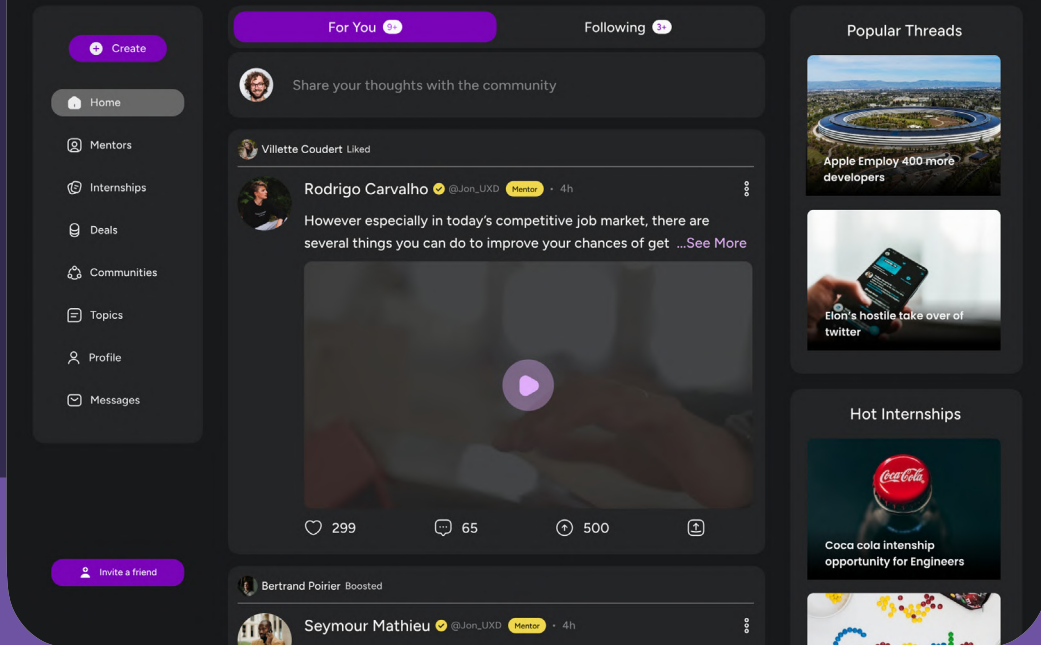 Create
Home
Mentors
Internships
Deals
Communities
Topics
Profile
Messages
Invite a friend
For You 9+
Following 3+
Share your thoughts with the community
Villette Coudert Liked
Rodrigo Carvalho @Jon_UXD Mentor • 4h
However especially in today's competitive job market, there are
several things you can do to improve your chances of get ...See More
299
65
500
Bertrand Poirier Boosted
Seymour Mathieu @Jon_UXD Mentor • 4h
Popular Threads
Apple Employ 400 more
developers
Elon's hostile take over of
twitter
Hot Internships
Coca-Cola
Coca cola intenship
opportunity for Engineers